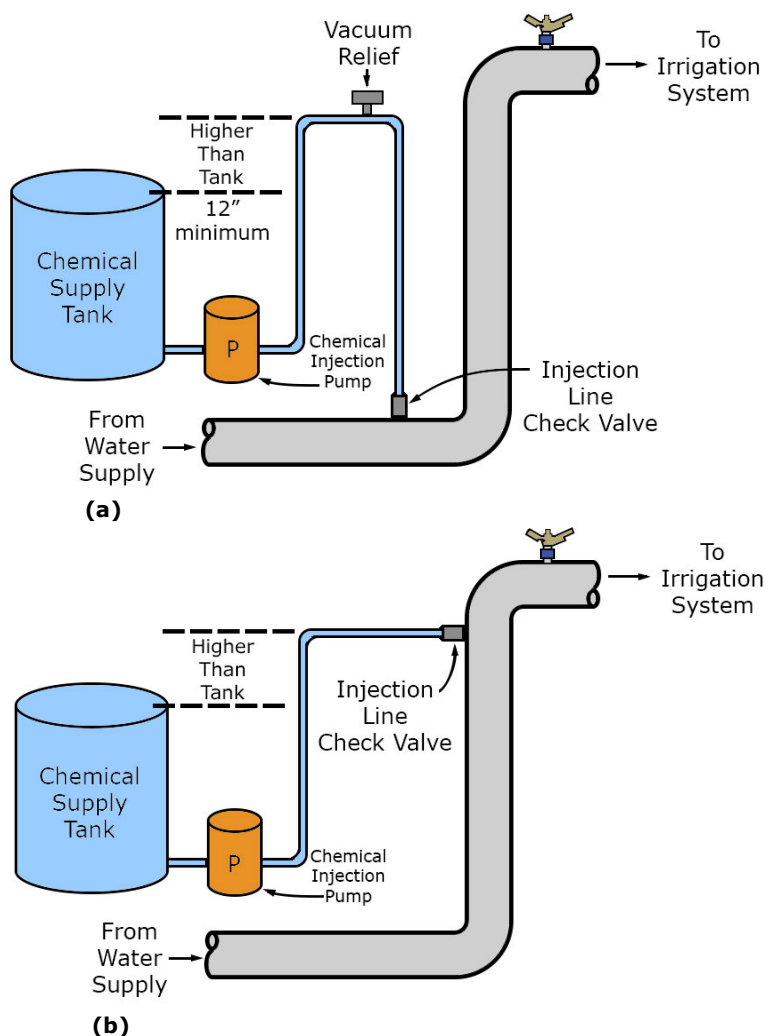 Vacuum
Relief
To
Irrigation
System
Higher
Than
Tank
12” minimum
Chemical
Supply
Tank
P
Chemical
Injection
Pump
Injection
Line
Check Valve
From
Water
Supply
(a)
To
Irrigation
System
Higher
Than
Tank
Injection
Line
Check Valve
Chemical
Supply
Tank
P
Chemical
Injection
Pump
From
Water
Supply
(b)